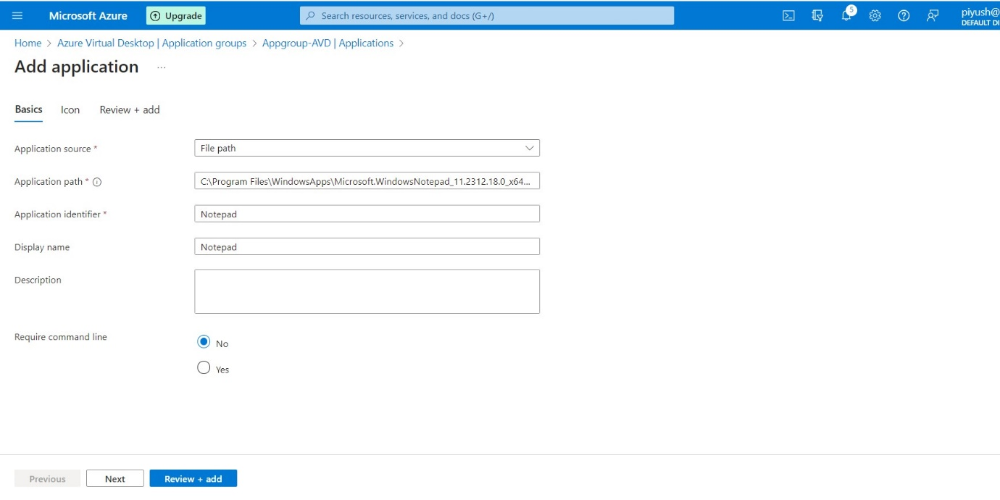 Microsoft Azure Upgrade Search resources, services, and docs (G+/) 5 piyush@
DEFAULT DI
Home > Azure Virtual Desktop | Application groups > Appgroup-AVD | Applications >
Add application ...
Basics Icon Review + add
Application source * File path
Application path * C:\Program Files\WindowsApps\Microsoft.WindowsNotepad_11.2312.18.0_x64...
Application identifier * Notepad
Display name Notepad
Description
Require command line
No
Yes
Previous Next Review + add